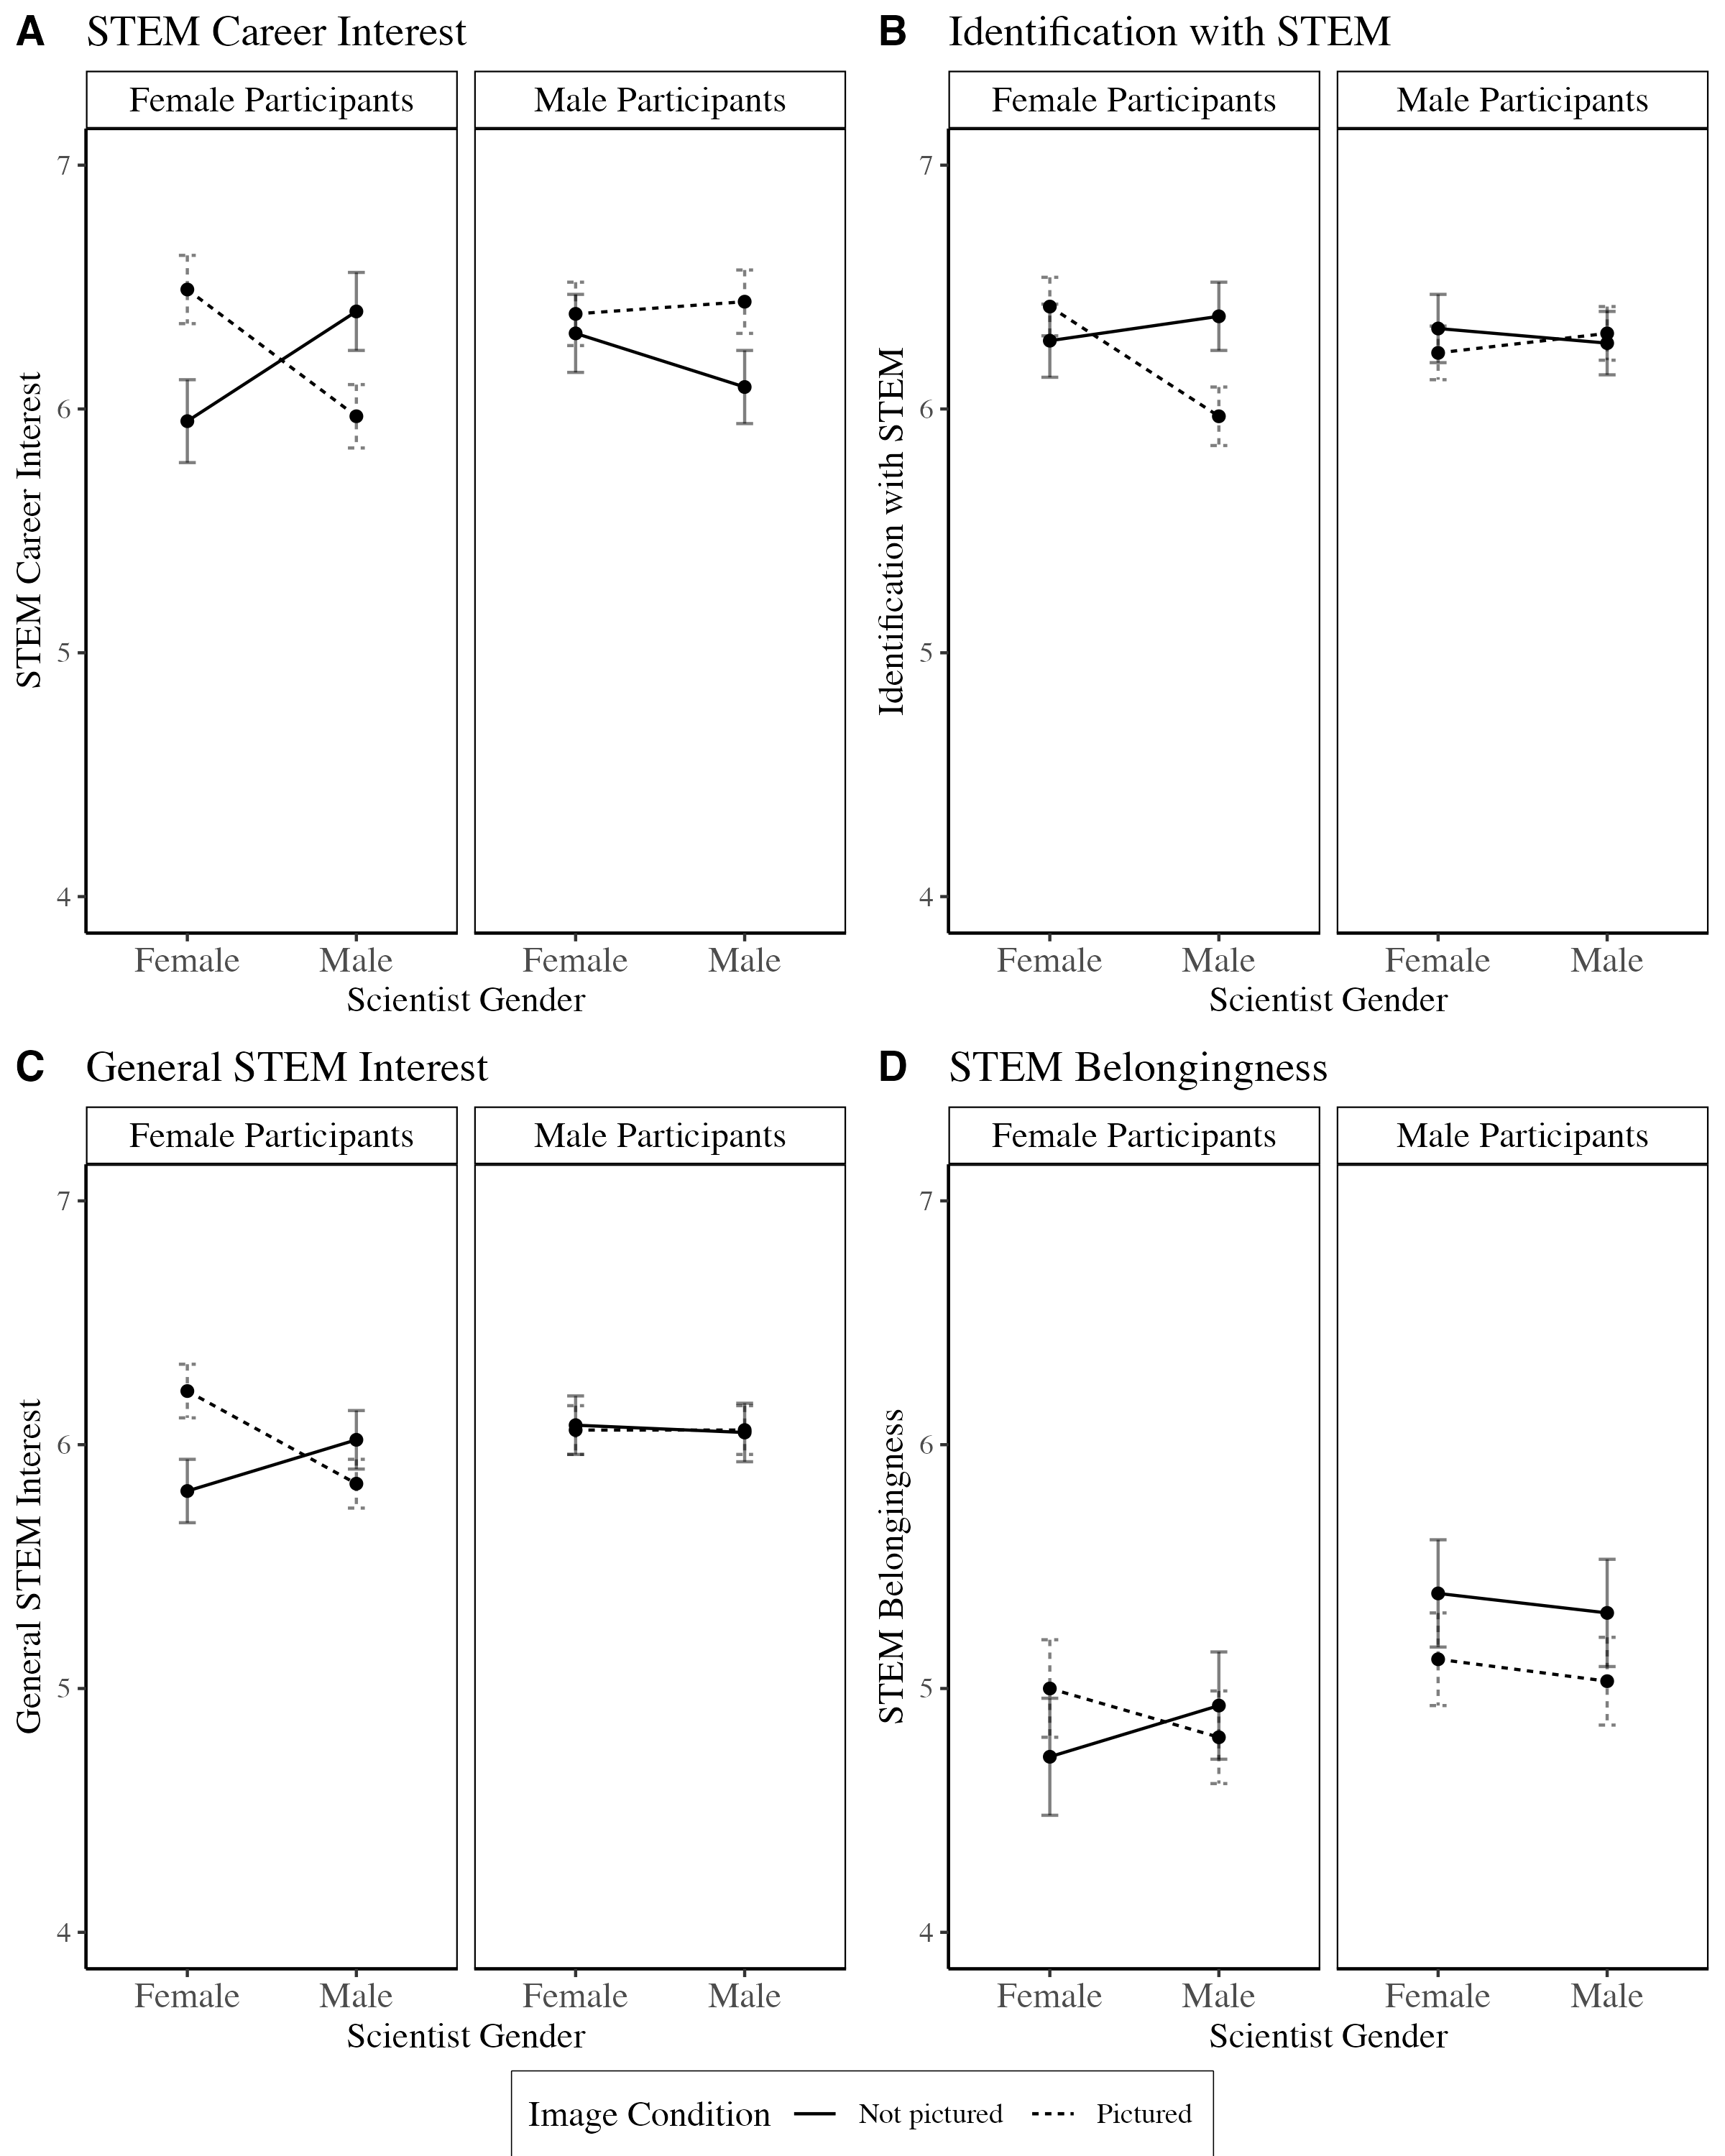 A STEM Career Interest
Female Participants
Male Participants
STEM Career Interest
7
6
5
4
Female
Male
Female
Male
Scientist Gender
B Identification with STEM
Female Participants
Male Participants
Identification with STEM
7
6
5
4
Female
Male
Female
Male
Scientist Gender
C General STEM Interest
Female Participants
Male Participants
General STEM Interest
7
6
5
4
Female
Male
Female
Male
Scientist Gender
D STEM Belongingness
Female Participants
Male Participants
STEM Belongingness
7
6
5
4
Female
Male
Female
Male
Scientist Gender
Image Condition Not pictured Pictured